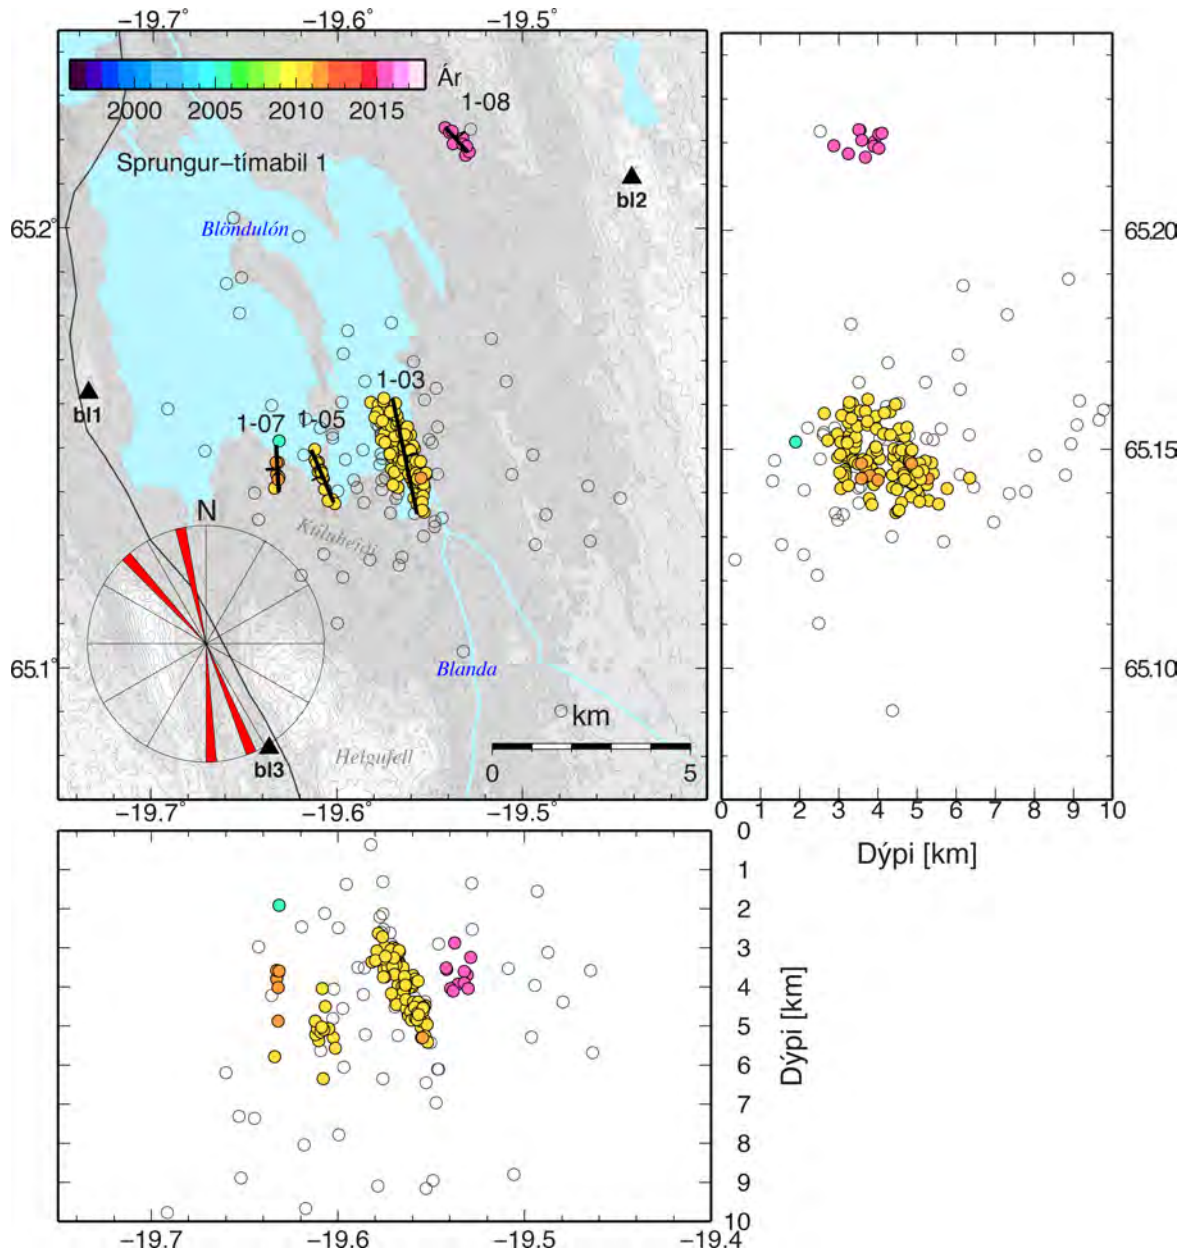 −19.7° −19.6° −19.5°
Ár
2000 2005 2010 2015
Sprungur−tímabil 1
1-08
bl2
65.2°
Blöndulón
bl1
1-03
1-07
1-05
N
65.1°
Blanda
km
0 5
bl3
Helgufell
−19.7° −19.6° −19.5°
65.20
65.15
65.10
0 1 2 3 4 5 6 7 8 9 10
Dýpi [km]
0
1
2
3
4
5
6
7
8
9
10
Dýpi [km]
−19.7 −19.6 −19.5 −19.4